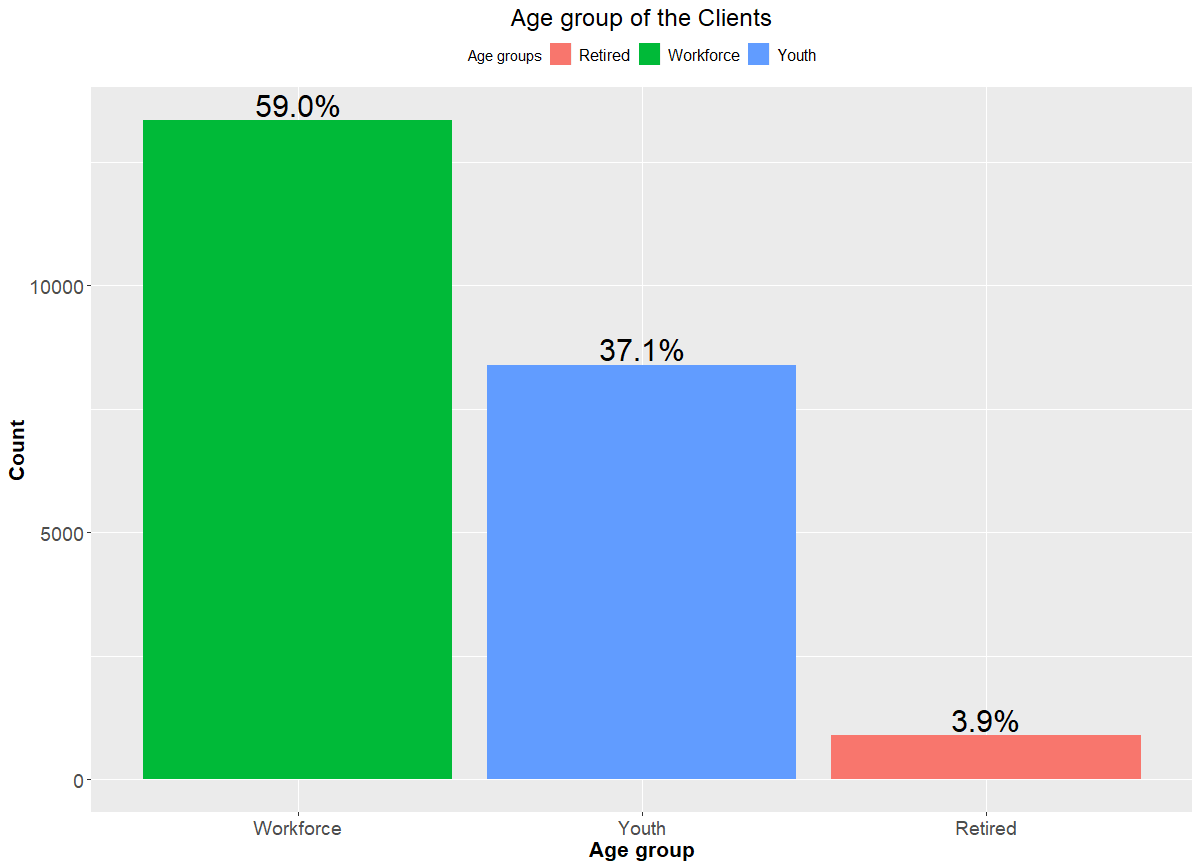 Age group of the Clients
Age groups Retired Workforce Youth
59.0%
37.1%
3.9%
Count
10000
5000
0
Workforce Youth Retired
Age group